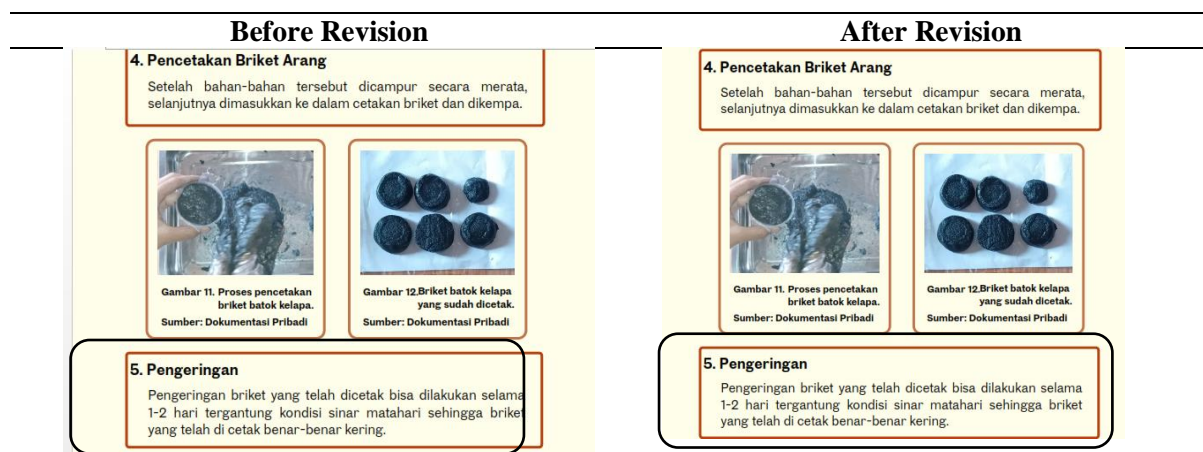 Before Revision
After Revision
4. Pencetakan Briket Arang
Setelah bahan-bahan tersebut dicampur secara merata,
selanjutnya dimasukkan ke dalam cetakan briket dan dikempa.
Gambar 11. Proses pencetakan
briket batok kelapa.
Sumber: Dokumentasi Pribadi
Gambar 12.Briket batok kelapa
yang sudah dicetak.
Sumber: Dokumentasi Pribadi
5. Pengeringan
Pengeringan briket yang telah dicetak bisa dilakukan selama
1-2 hari tergantung kondisi sinar matahari sehingga briket
yang telah di cetak benar-benar kering.
4. Pencetakan Briket Arang
Setelah bahan-bahan tersebut dicampur secara merata,
selanjutnya dimasukkan ke dalam cetakan briket dan dikempa.
Gambar 11. Proses pencetakan
briket batok kelapa.
Sumber: Dokumentasi Pribadi
Gambar 12.Briket batok kelapa
yang sudah dicetak.
Sumber: Dokumentasi Pribadi
5. Pengeringan
Pengeringan briket yang telah dicetak bisa dilakukan selama
1-2 hari tergantung kondisi sinar matahari sehingga briket
yang telah di cetak benar-benar kering.